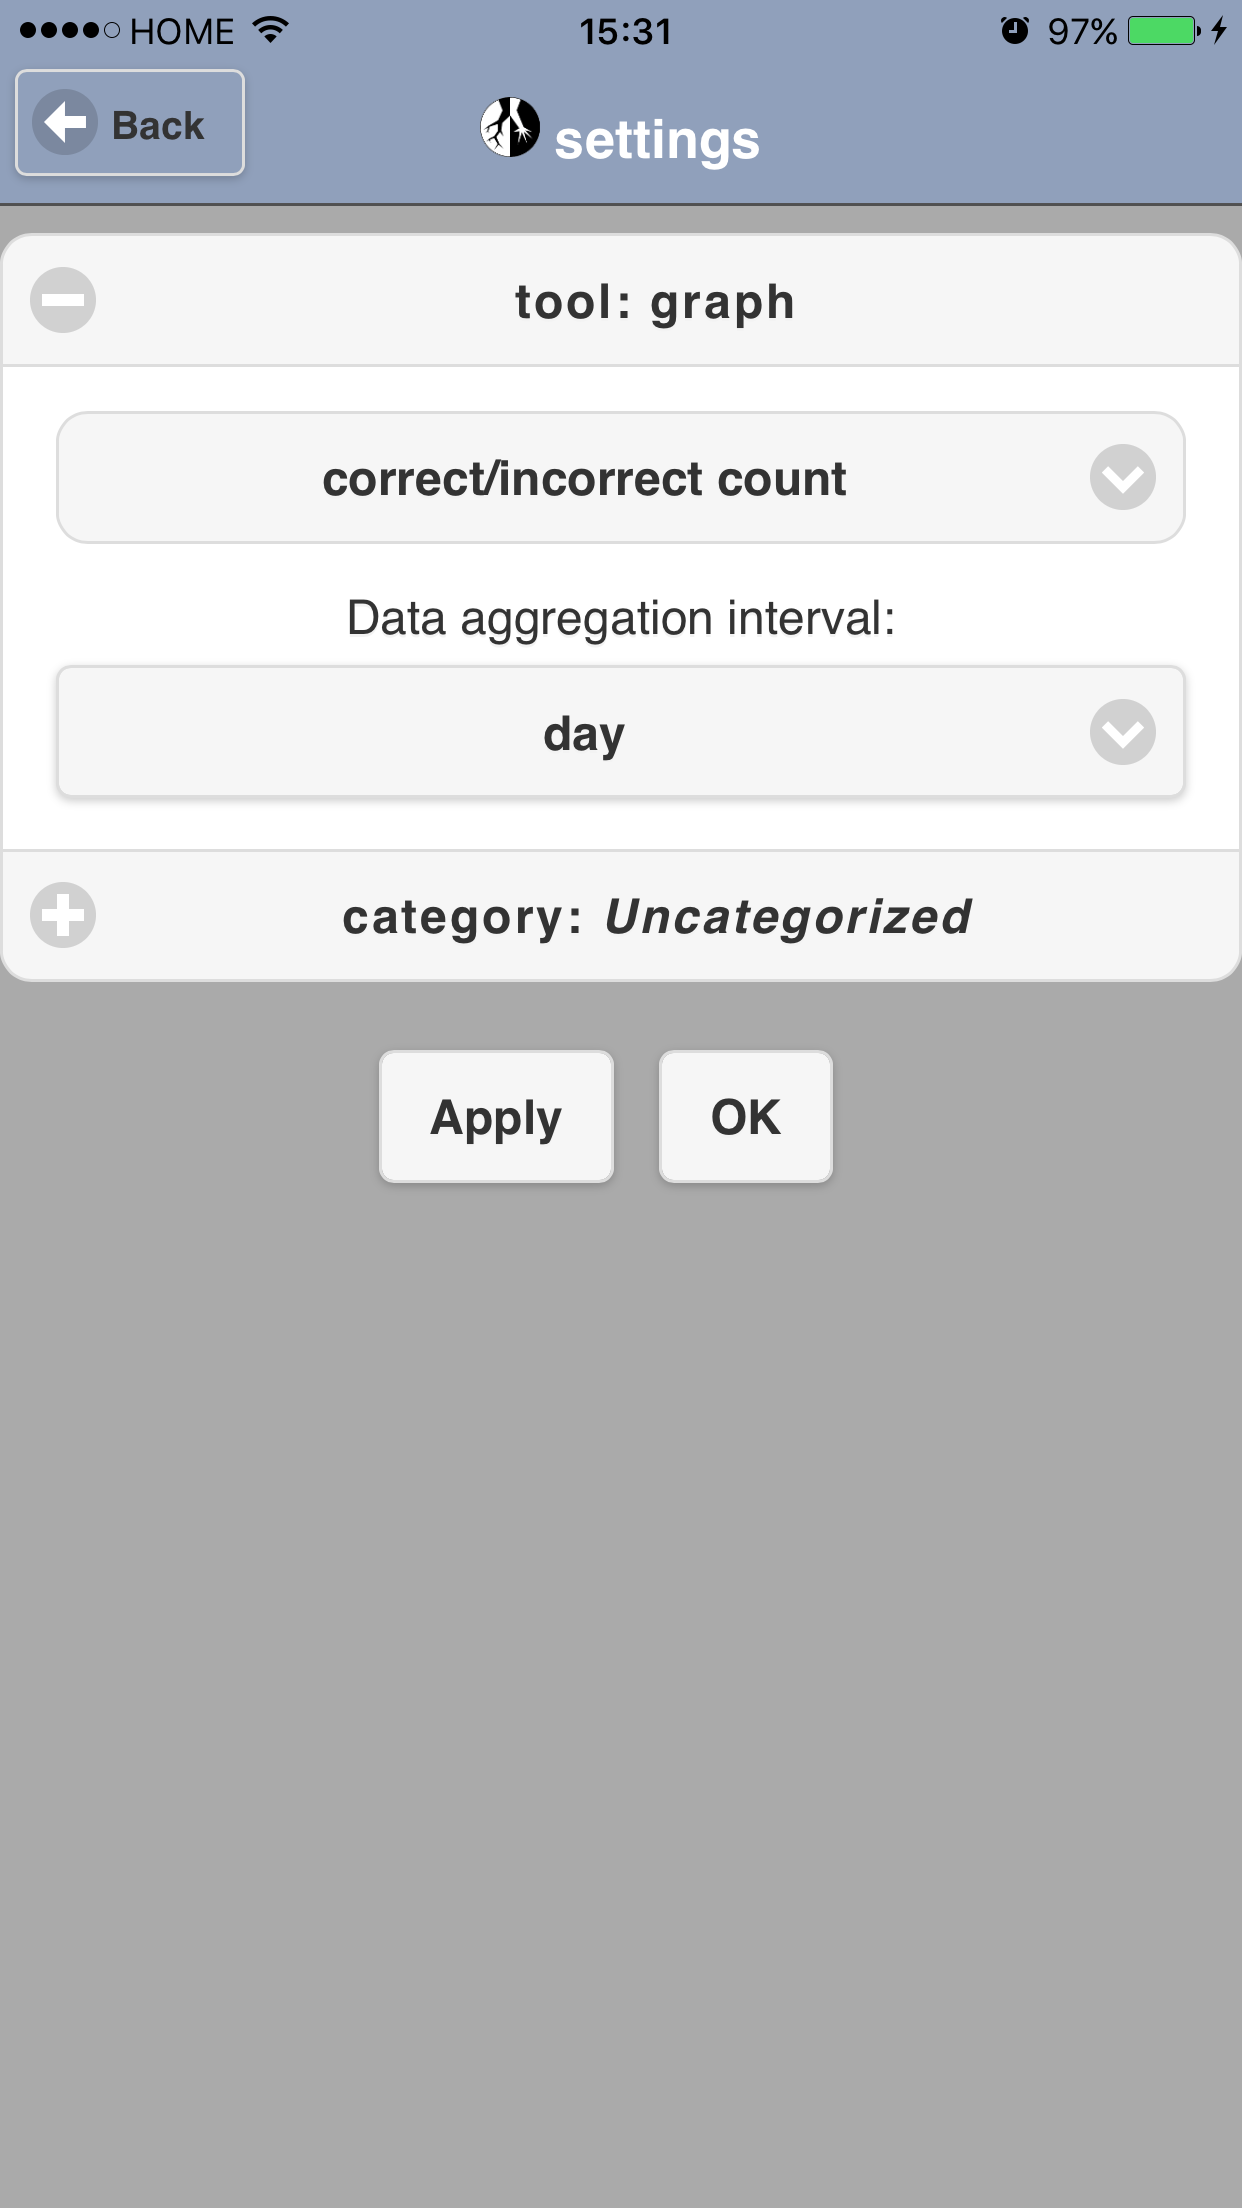 HOME
15:31
97%
Back
settings
tool: graph
correct/incorrect count
Data aggregation interval:
day
category: Uncategorized
Apply
OK